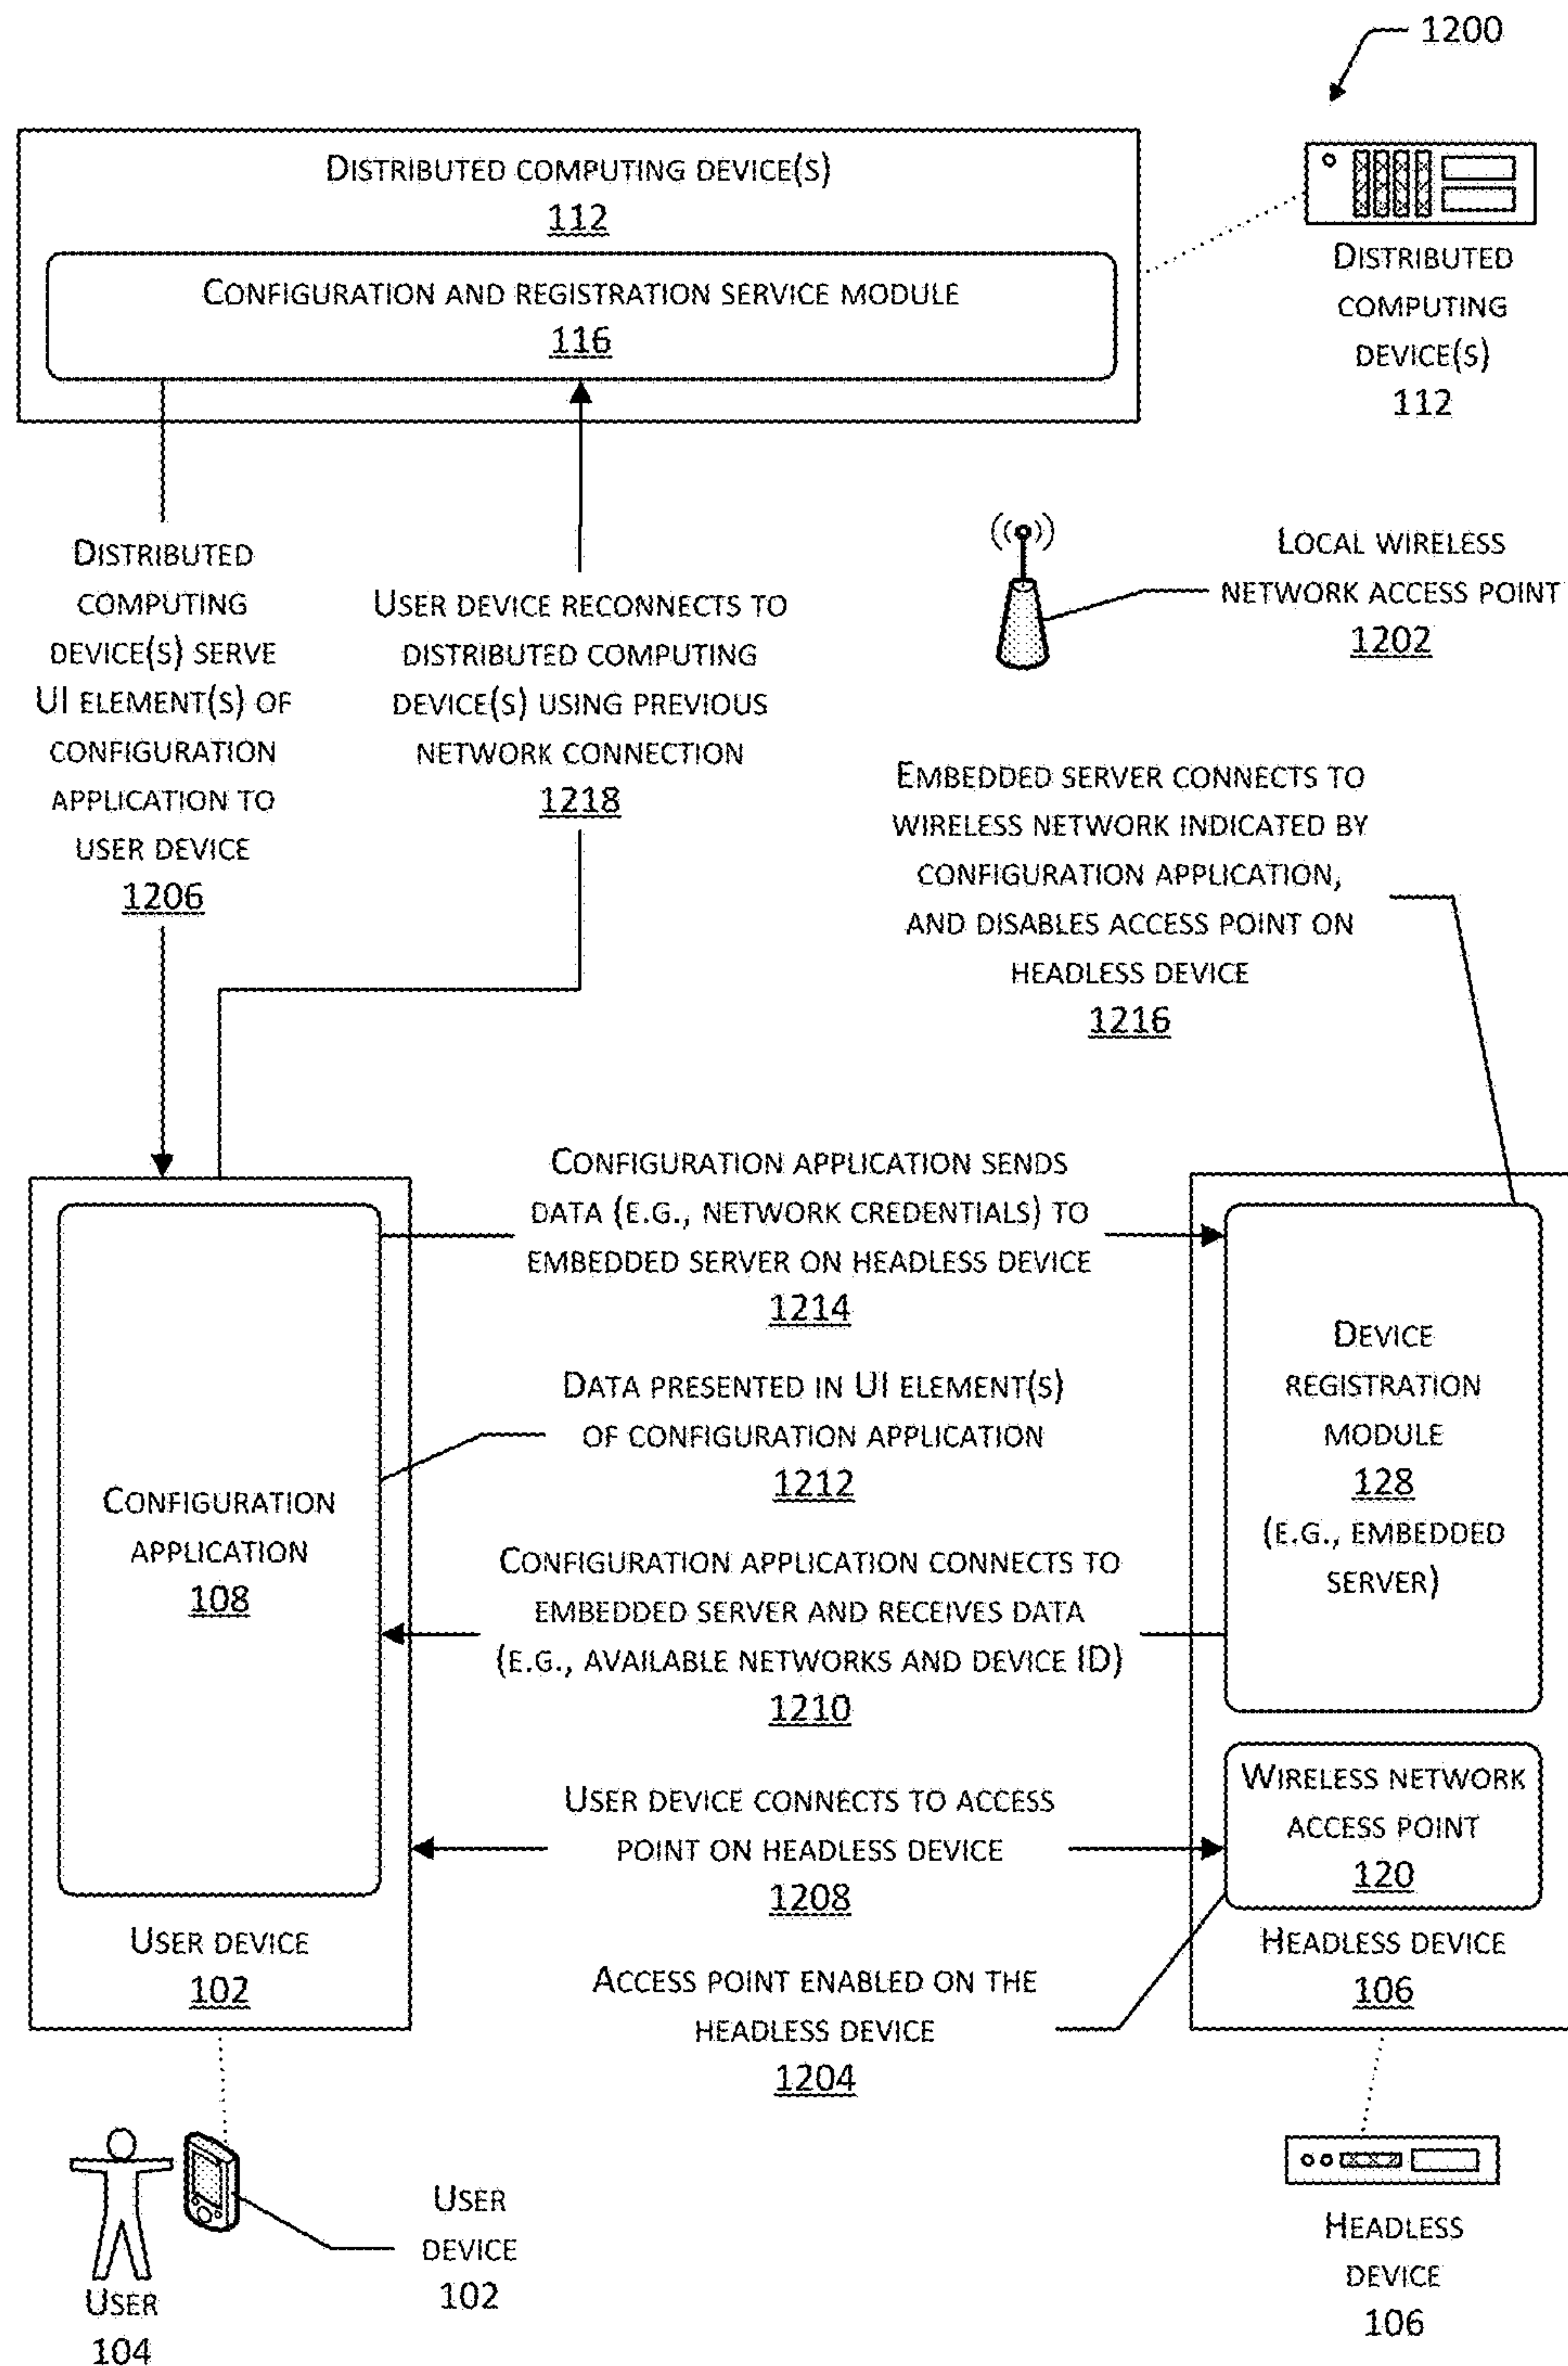 1200
DISTRIBUTED COMPUTING DEVICE(S)
112
CONFIGURATION AND REGISTRATION SERVICE MODULE
116
DISTRIBUTED
COMPUTING
DEVICE(S)
112
DISTRIBUTED
COMPUTING
DEVICE(S) SERVE
UI ELEMENT(S) OF
CONFIGURATION
APPLICATION TO
USER DEVICE
1206
USER DEVICE RECONNECTS TO
DISTRIBUTED COMPUTING
DEVICE(S) USING PREVIOUS
NETWORK CONNECTION
1218
LOCAL WIRELESS
NETWORK ACCESS POINT
1202
EMBEDDED SERVER CONNECTS TO
WIRELESS NETWORK INDICATED BY
CONFIGURATION APPLICATION,
AND DISABLES ACCESS POINT ON
HEADLESS DEVICE
1216
CONFIGURATION APPLICATION SENDS
DATA (E.G., NETWORK CREDENTIALS) TO
EMBEDDED SERVER ON HEADLESS DEVICE
1214
DATA PRESENTED IN UI ELEMENT(S)
OF CONFIGURATION APPLICATION
1212
CONFIGURATION APPLICATION CONNECTS TO
EMBEDDED SERVER AND RECEIVES DATA
(E.G., AVAILABLE NETWORKS AND DEVICE ID)
1210
USER DEVICE CONNECTS TO ACCESS
POINT ON HEADLESS DEVICE
1208
ACCESS POINT ENABLED ON THE
HEADLESS DEVICE
1204
CONFIGURATION
APPLICATION
108
USER DEVICE
102
DEVICE
REGISTRATION
MODULE
128
(E.G., EMBEDDED
SERVER)
WIRELESS NETWORK
ACCESS POINT
120
HEADLESS DEVICE
106
USER
104
USER
DEVICE
102
HEADLESS
DEVICE
106